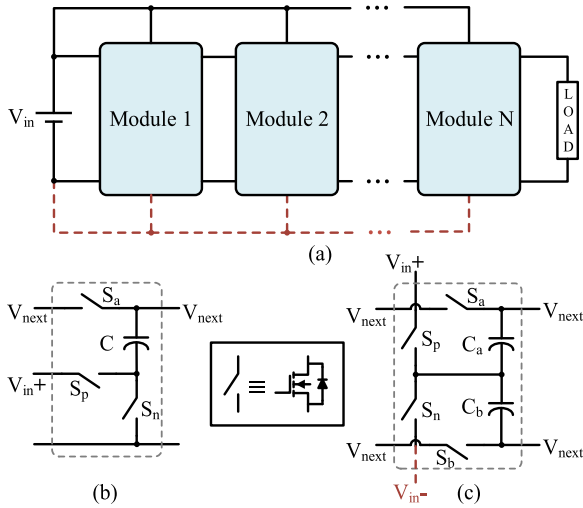 V_in
Module 1
Module 2
Module N
LOAD
(a)
S_a
V_next
V_next
C
V_in+
S_p
S_n
(b)
≡
V_in+
S_a
V_next
V_next
S_p
C_a
S_n
C_b
V_next
V_next
S_b
V_in-
(c)